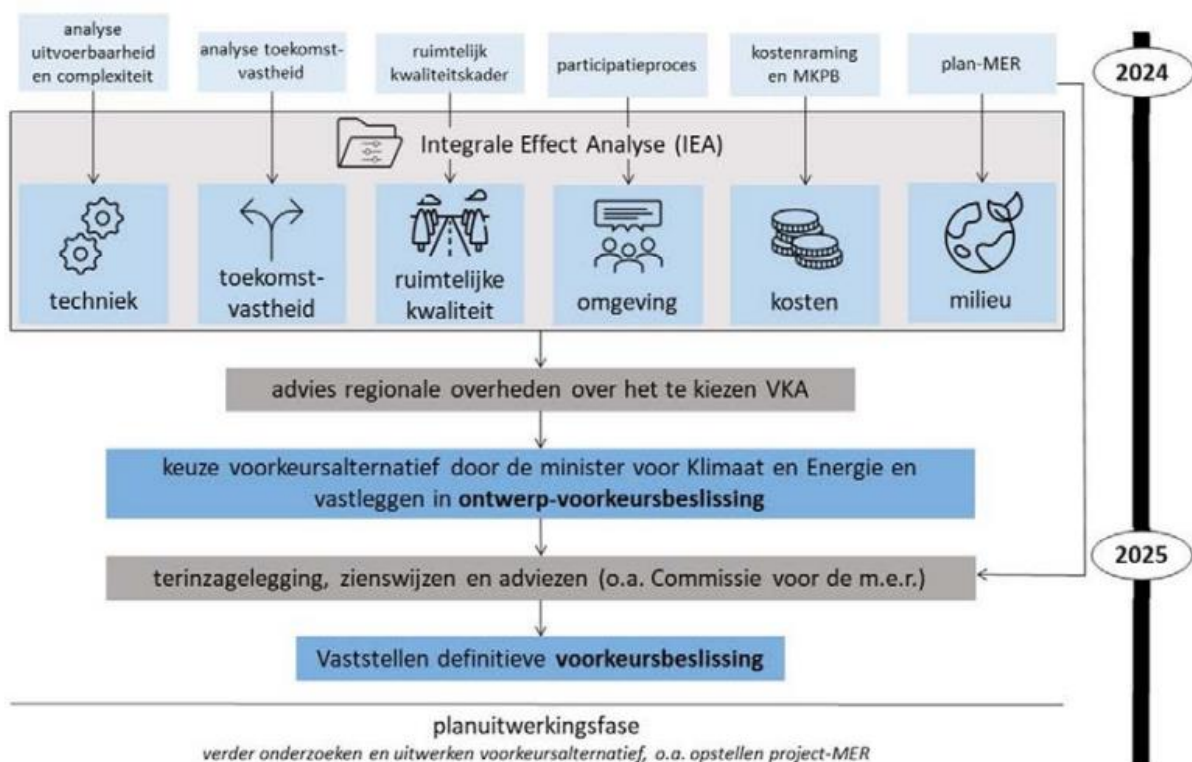 analyse
uitvoerbaarheid
en complexiteit
analyse toekomst-
vastheid
ruimtelijk
kwaliteitskader
participatieproces
kostenraming
en MKPB
plan-MER
2024
Integrale Effect Analyse (IEA)
techniek
toekomst-
vastheid
ruimtelijke
kwaliteit
omgeving
kosten
milieu
advies regionale overheden over het te kiezen VKA
keuze voorkeursalternatief door de minister voor Klimaat en Energie en
vastleggen in ontwerp-voorkeursbeslissing
2025
terinzagelegging, zienswijzen en adviezen (o.a. Commissie voor de m.e.r.)
Vaststellen definitieve voorkeursbeslissing
planuitwerkingsfase
verder onderzoeken en uitwerken voorkeursalternatief, o.a. opstellen project-MER